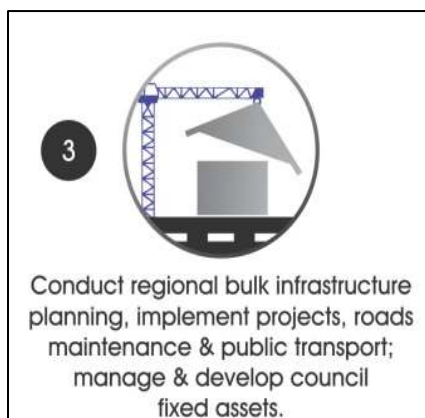 3
Conduct regional bulk infrastructure
planning, implement projects, roads
maintenance & public transport;
manage & develop council
fixed assets.